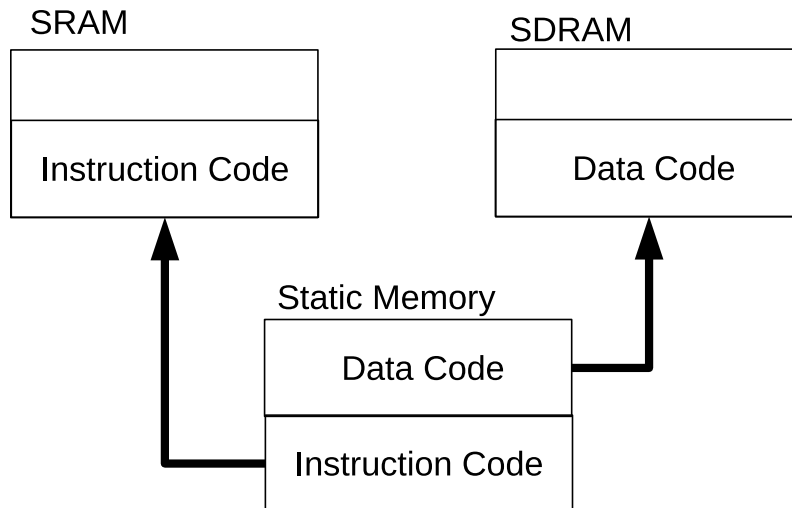 SRAM
SDRAM
Instruction Code
Data Code
Static Memory
Data Code
Instruction Code